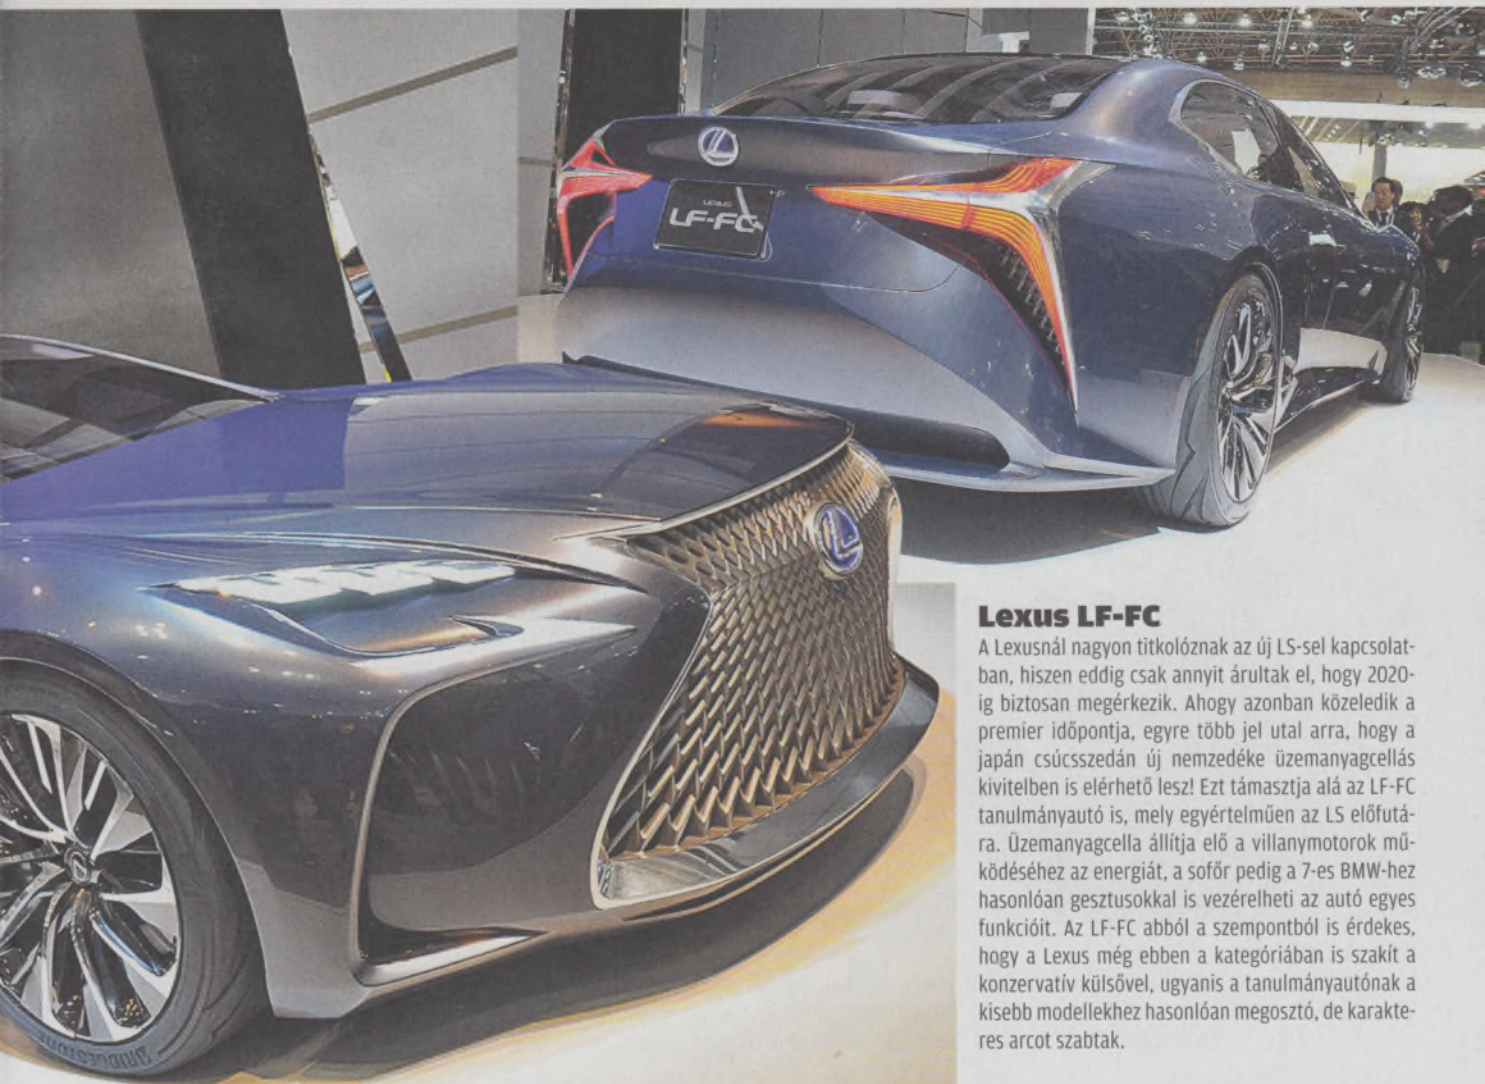 LEXUS
LF-FC
BRIDGESTONE
Lexus LF-FC
A Lexusnál nagyon titkolóznak az új LS-sel kapcsolat-
ban, hiszen eddig csak annyit árultak el, hogy 2020-
ig biztosan megérkezik. Ahogy azonban közeledik a
premier időpontja, egyre több jel utal arra, hogy a
japán csúcsszedán új nemzedéke üzemanyagcellás
kivitelben is elérhető lesz! Ezt támasztja alá az LF-FC
tanulmányautó is, mely egyértelműen az LS előfutá-
ra. Üzemanyagcella állítja elő a villanymotorok mű-
ködéséhez az energiát, a sofőr pedig a 7-es BMW-hez
hasonlóan gesztusokkal is vezérelheti az autó egyes
funkcióit. Az LF-FC abból a szempontból is érdekes,
hogy a Lexus még ebben a kategóriában is szakít a
konzervatív külsővel, ugyanis a tanulmányautónak a
kisebb modellekhez hasonlóan megosztó, de karakte-
res arcot szabtak.